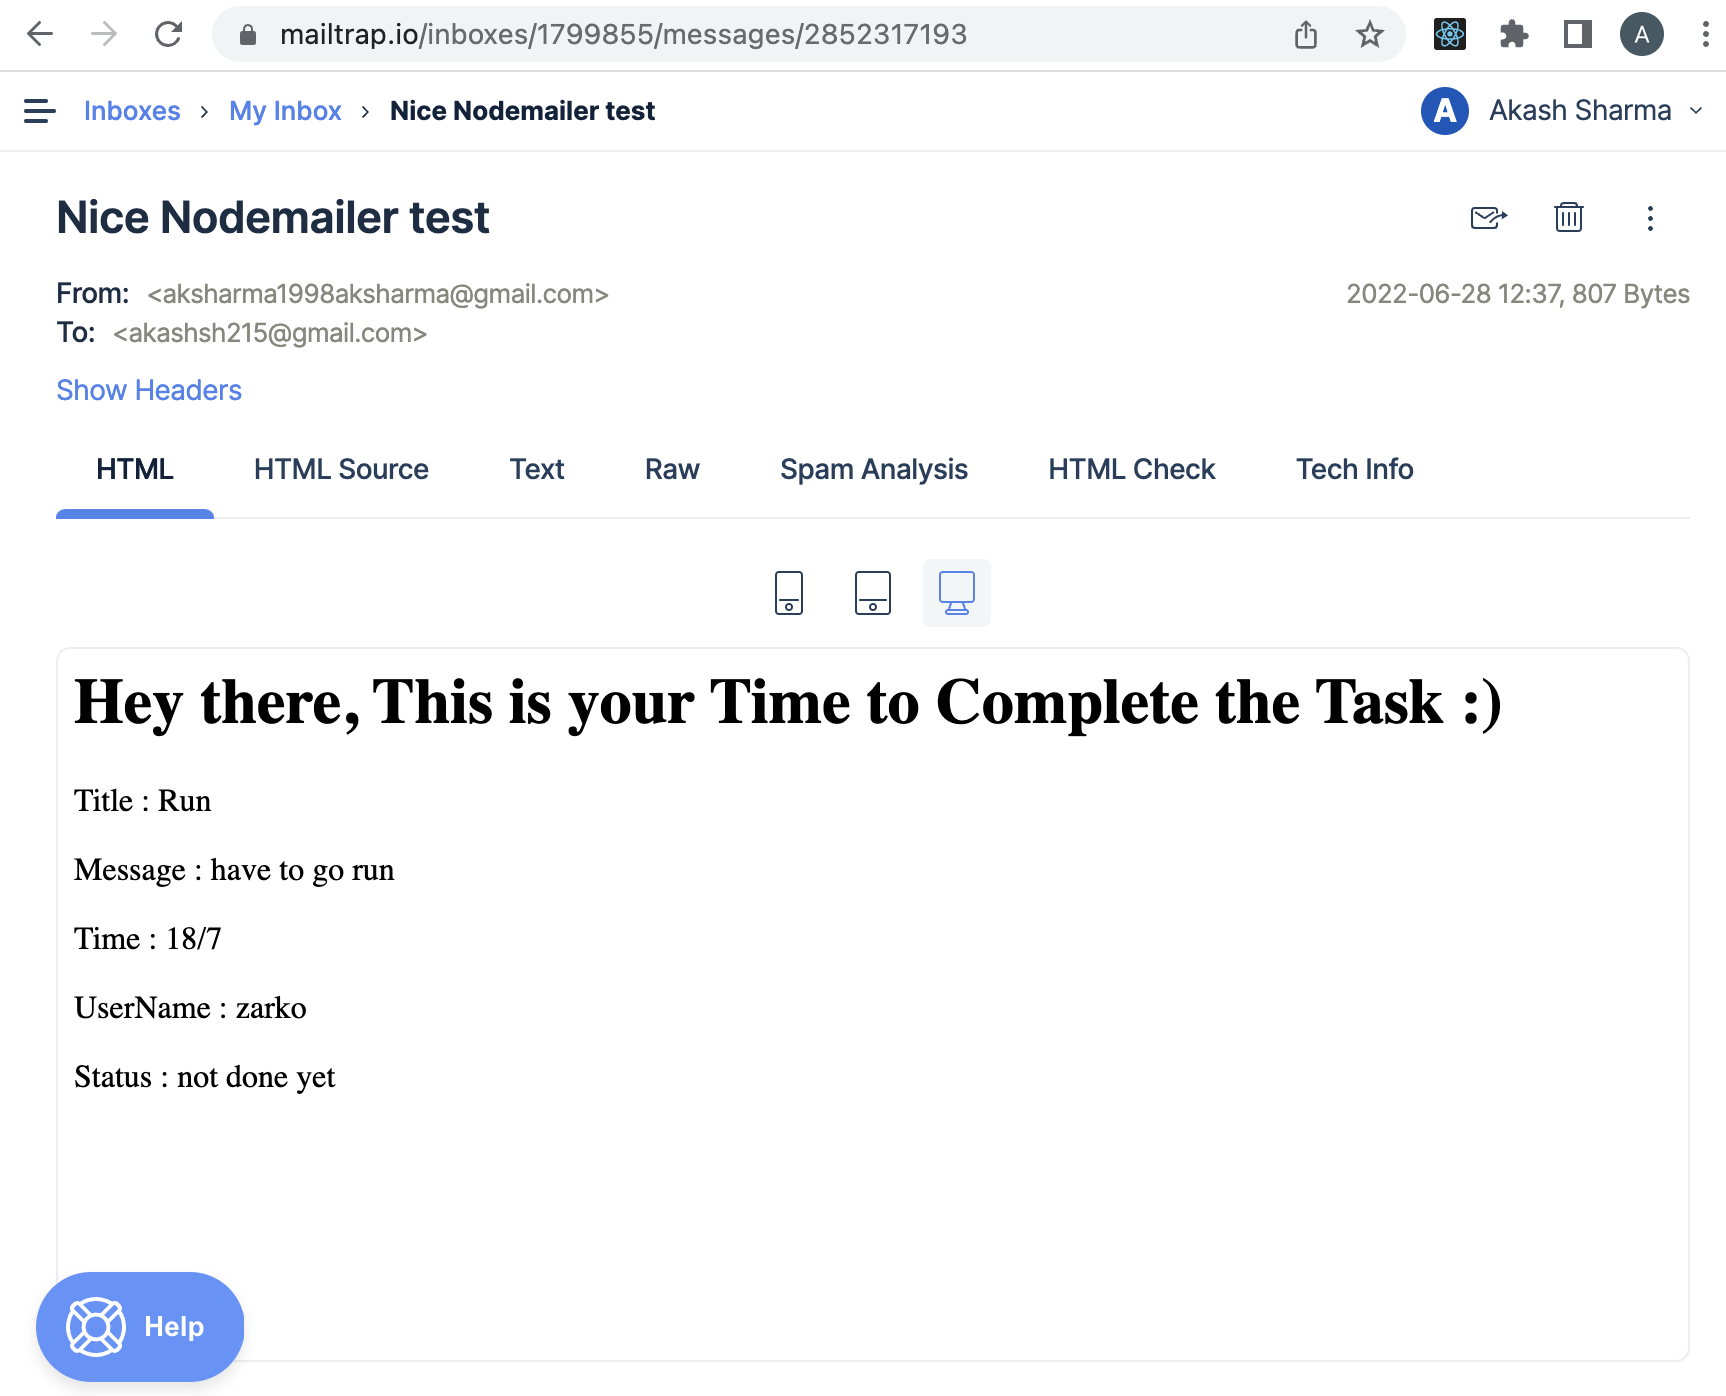 mailtrap.io/inboxes/1799855/messages/2852317193
A
Inboxes > My Inbox > Nice Nodemailer test
A Akash Sharma
Nice Nodemailer test
From: <aksharma1998aksharma@gmail.com>
2022-06-28 12:37, 807 Bytes
To: <akashsh215@gmail.com>
Show Headers
HTML HTML Source Text Raw Spam Analysis HTML Check Tech Info
Hey there, This is your Time to Complete the Task :)
Title : Run
Message : have to go run
Time : 18/7
UserName : zarko
Status : not done yet
Help